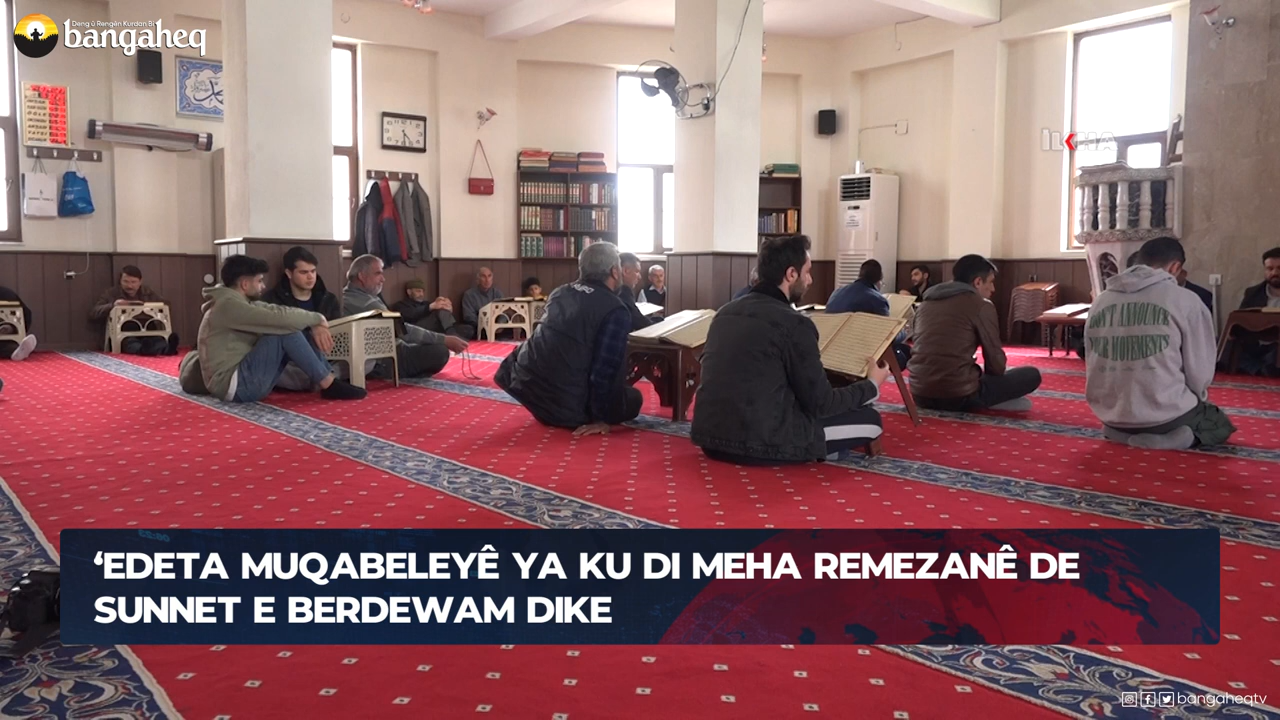 Deng û Rengên Kurdan Bi
bangaheq
İLKHA
DON'T ANNOUNCE
YOUR MOVEMENTS
‘EDETA MUQABELEYÊ YA KU DI MEHA REMEZANÊ DE
SUNNET E BERDEWAM DIKE
bangaheqtv